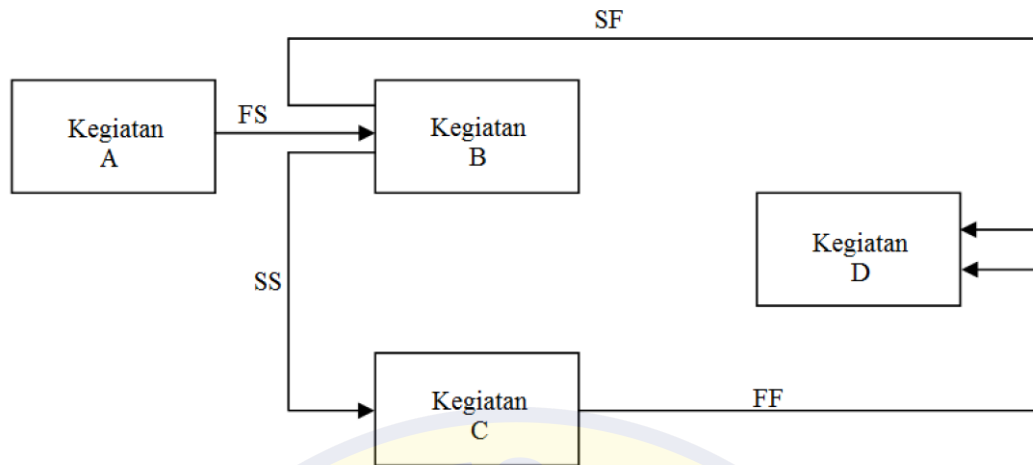 SF
Kegiatan
A
FS
Kegiatan
B
Kegiatan
D
SS
Kegiatan
C
FF